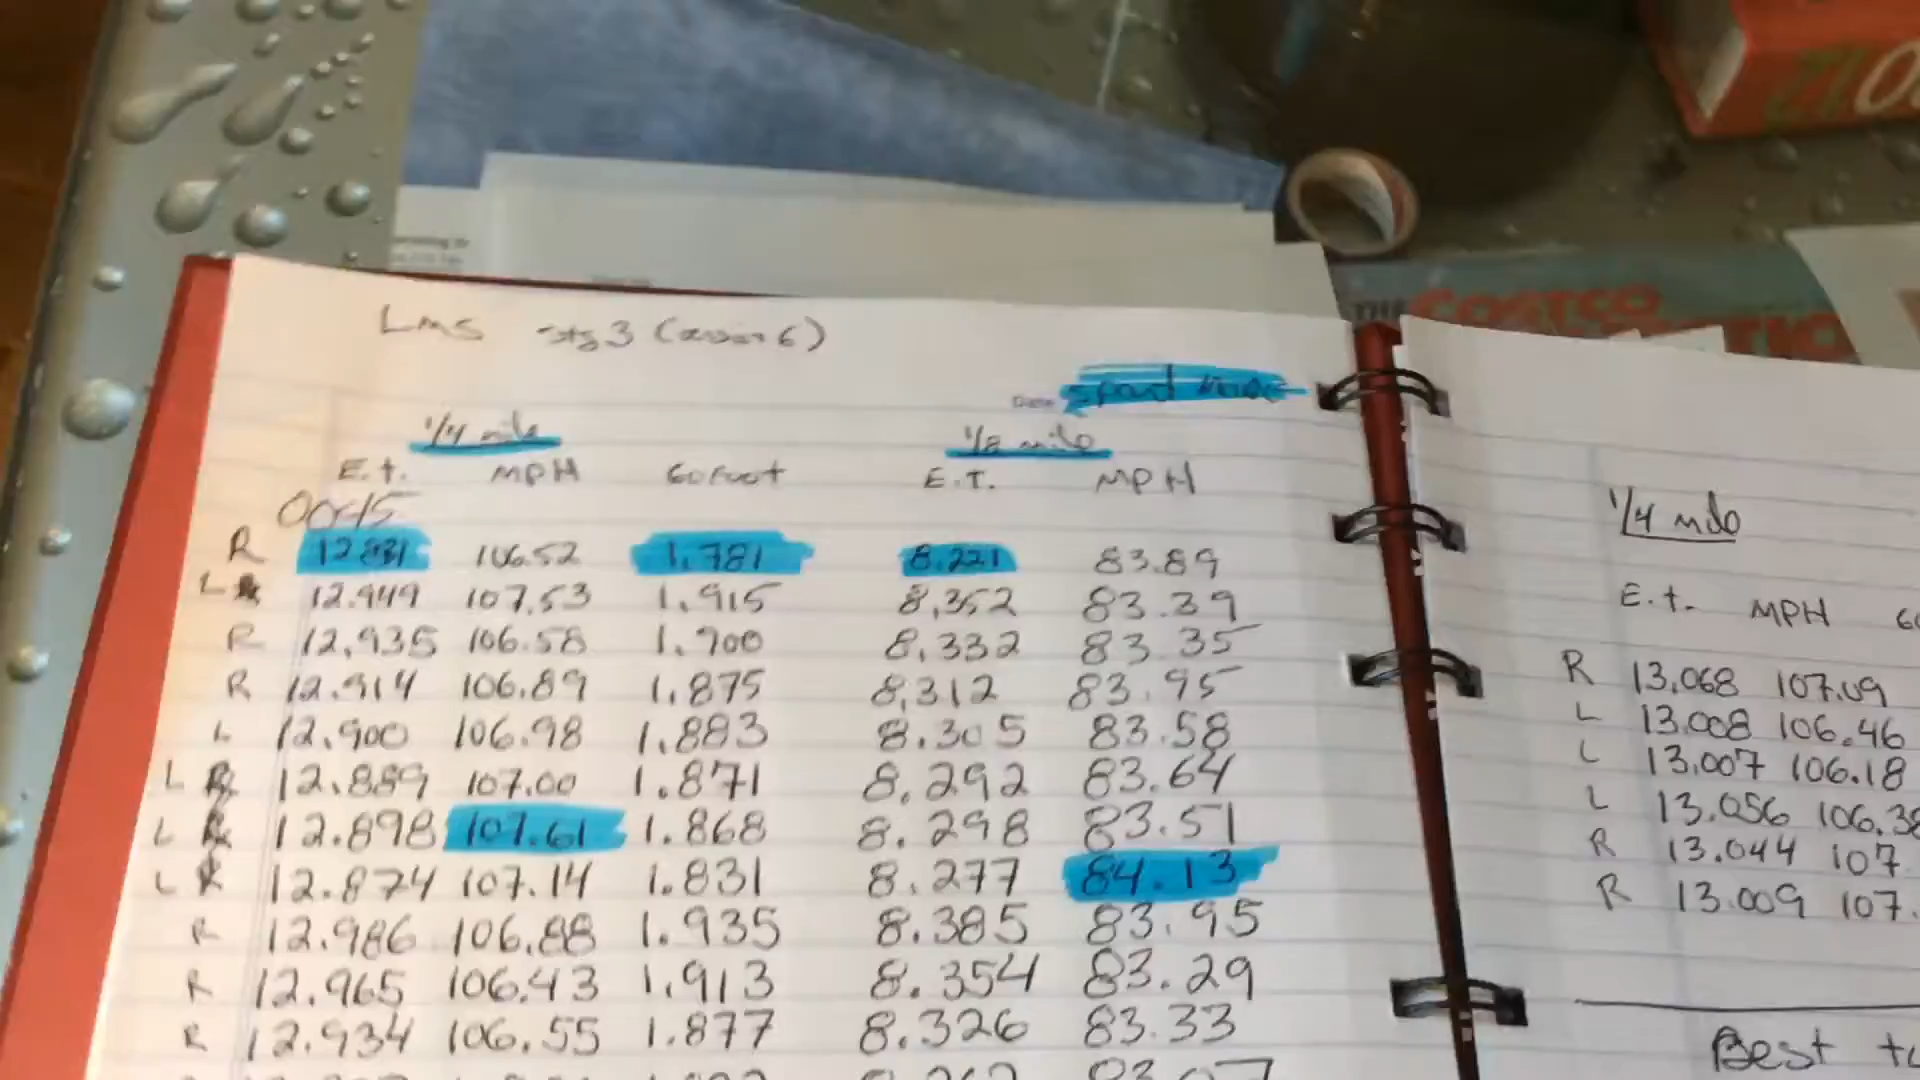 LMS stg 3
Date
1/4 mile 1/8 mile
E.t. MPH 60 foot E.T. MPH
R 12.831 106.52 1.781 8.221 83.89
L 12.949 107.53 1.915 8.352 83.39
R 12.935 106.58 1.900 8.332 83.35
R 12.914 106.89 1.875 8.312 83.95
L 12.900 106.98 1.883 8.305 83.58
L 12.889 107.00 1.871 8.292 83.64
L 12.898 107.61 1.868 8.298 83.51
L 12.874 107.14 1.831 8.277 84.13
R 12.986 106.88 1.935 8.385 83.95
R 12.965 106.43 1.913 8.354 83.29
R 12.934 106.55 1.877 8.326 83.33
1/4 mile
E.t. MPH
R 13.068 107.09
L 13.008 106.46
L 13.007 106.18
L 13.056 106.38
R 13.044 107.
R 13.009 107.
Best
THE COSTCO